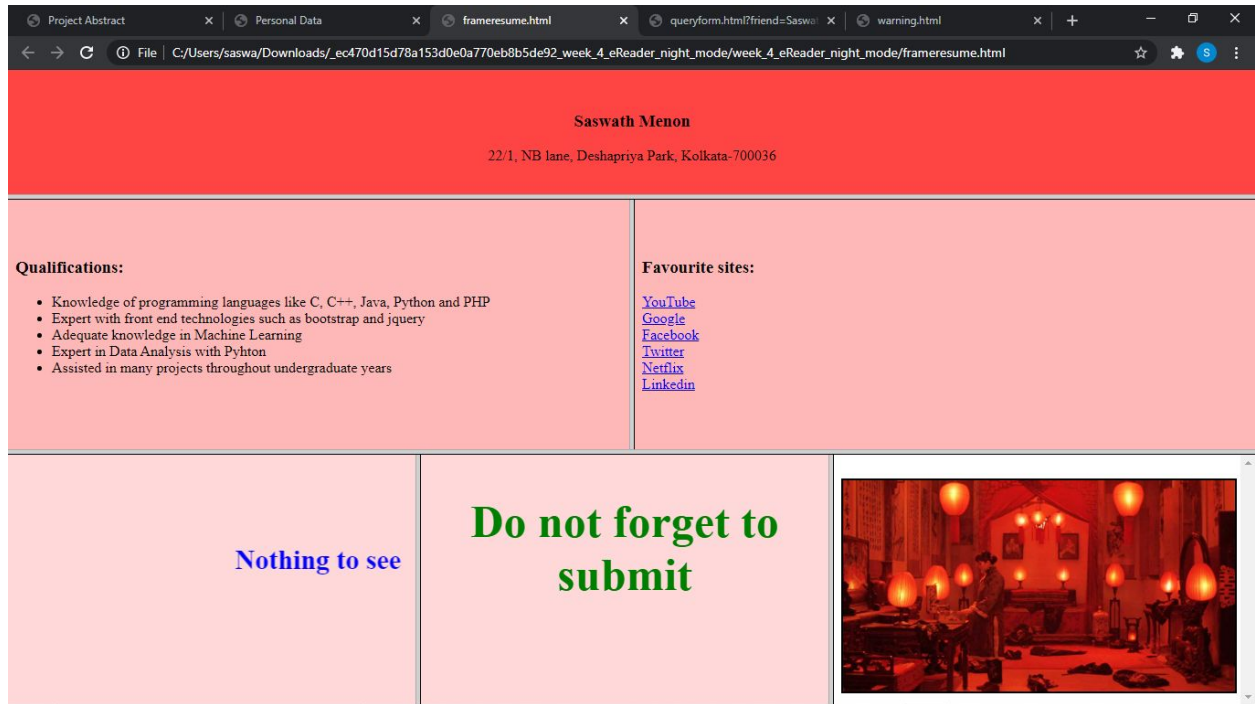 Project Abstract
Personal Data
frameresume.html
queryform.html?friend=Saswat
warning.html
File
C:/Users/saswa/Downloads/_ec470d15d78a153d0e0a770eb8b5de92_week_4_eReader_night_mode/week_4_eReader_night_mode/frameresume.html
S
Saswath Menon
22/1, NB lane, Deshapriya Park, Kolkata-700036
Qualifications:
Knowledge of programming languages like C, C++, Java, Python and PHP
Expert with front end technologies such as bootstrap and jquery
Adequate knowledge in Machine Learning
Expert in Data Analysis with Pyhton
Assisted in many projects throughout undergraduate years
Favourite sites:
YouTube
Google
Facebook
Twitter
Netflix
Linkedin
Nothing to see
Do not forget to
submit